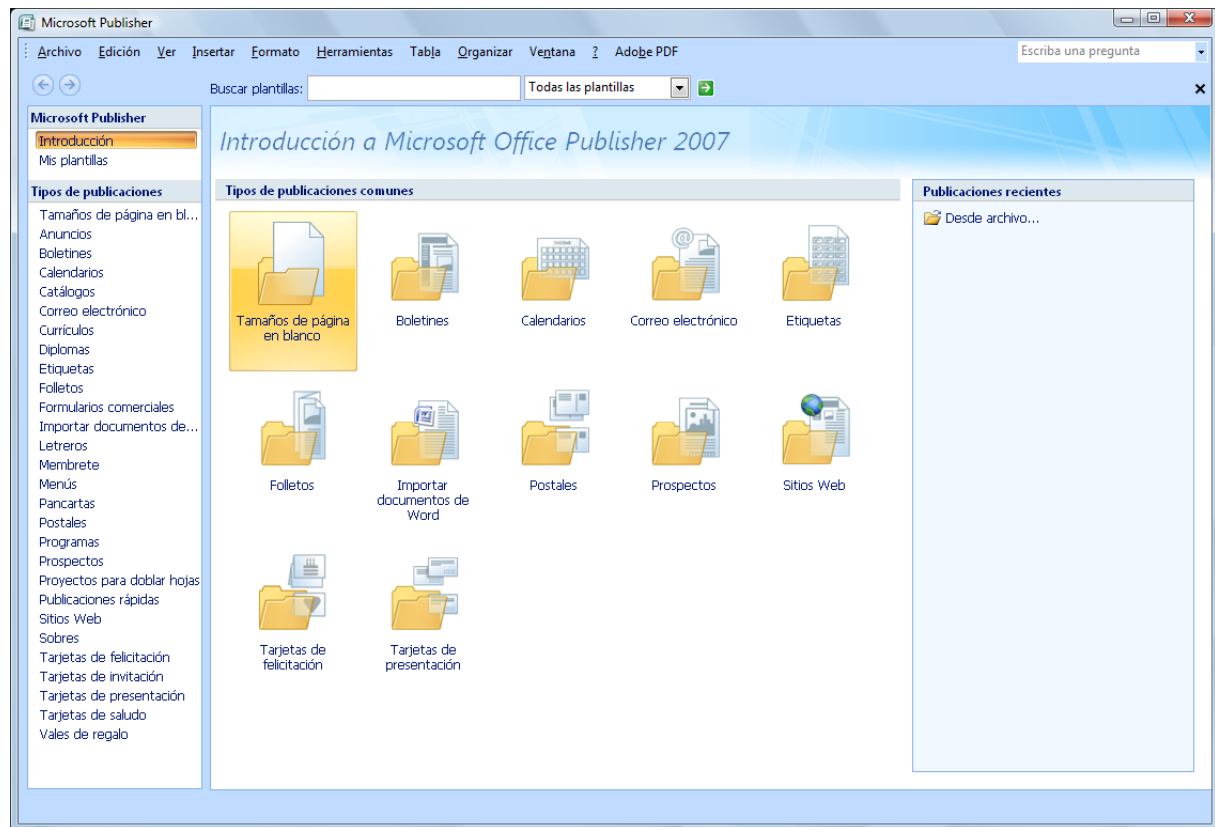 Microsoft Publisher
Archivo Edición Ver Insertar Formato Herramientas Tabla Organizar Ventana ? Adobe PDF Escriba una pregunta
Buscar plantillas: Todas las plantillas
Microsoft Publisher
Introducción
Mis plantillas
Tipos de publicaciones
Tamaños de página en bl...
Anuncios
Boletines
Calendarios
Catálogos
Correo electrónico
Currículos
Diplomas
Etiquetas
Folletos
Formularios comerciales
Importar documentos de...
Letreros
Membrete
Menús
Pancartas
Postales
Programas
Prospectos
Proyectos para doblar hojas
Publicaciones rápidas
Sitios Web
Sobres
Tarjetas de felicitación
Tarjetas de invitación
Tarjetas de presentación
Tarjetas de saludo
Vales de regalo
Introducción a Microsoft Office Publisher 2007
Tipos de publicaciones comunes
Tamaños de página
en blanco
Boletines
Calendarios
Correo electrónico
Etiquetas
Folletos
Importar
documentos de
Word
Postales
Prospectos
Sitios Web
Tarjetas de
felicitación
Tarjetas de
presentación
Publicaciones recientes
Desde archivo...